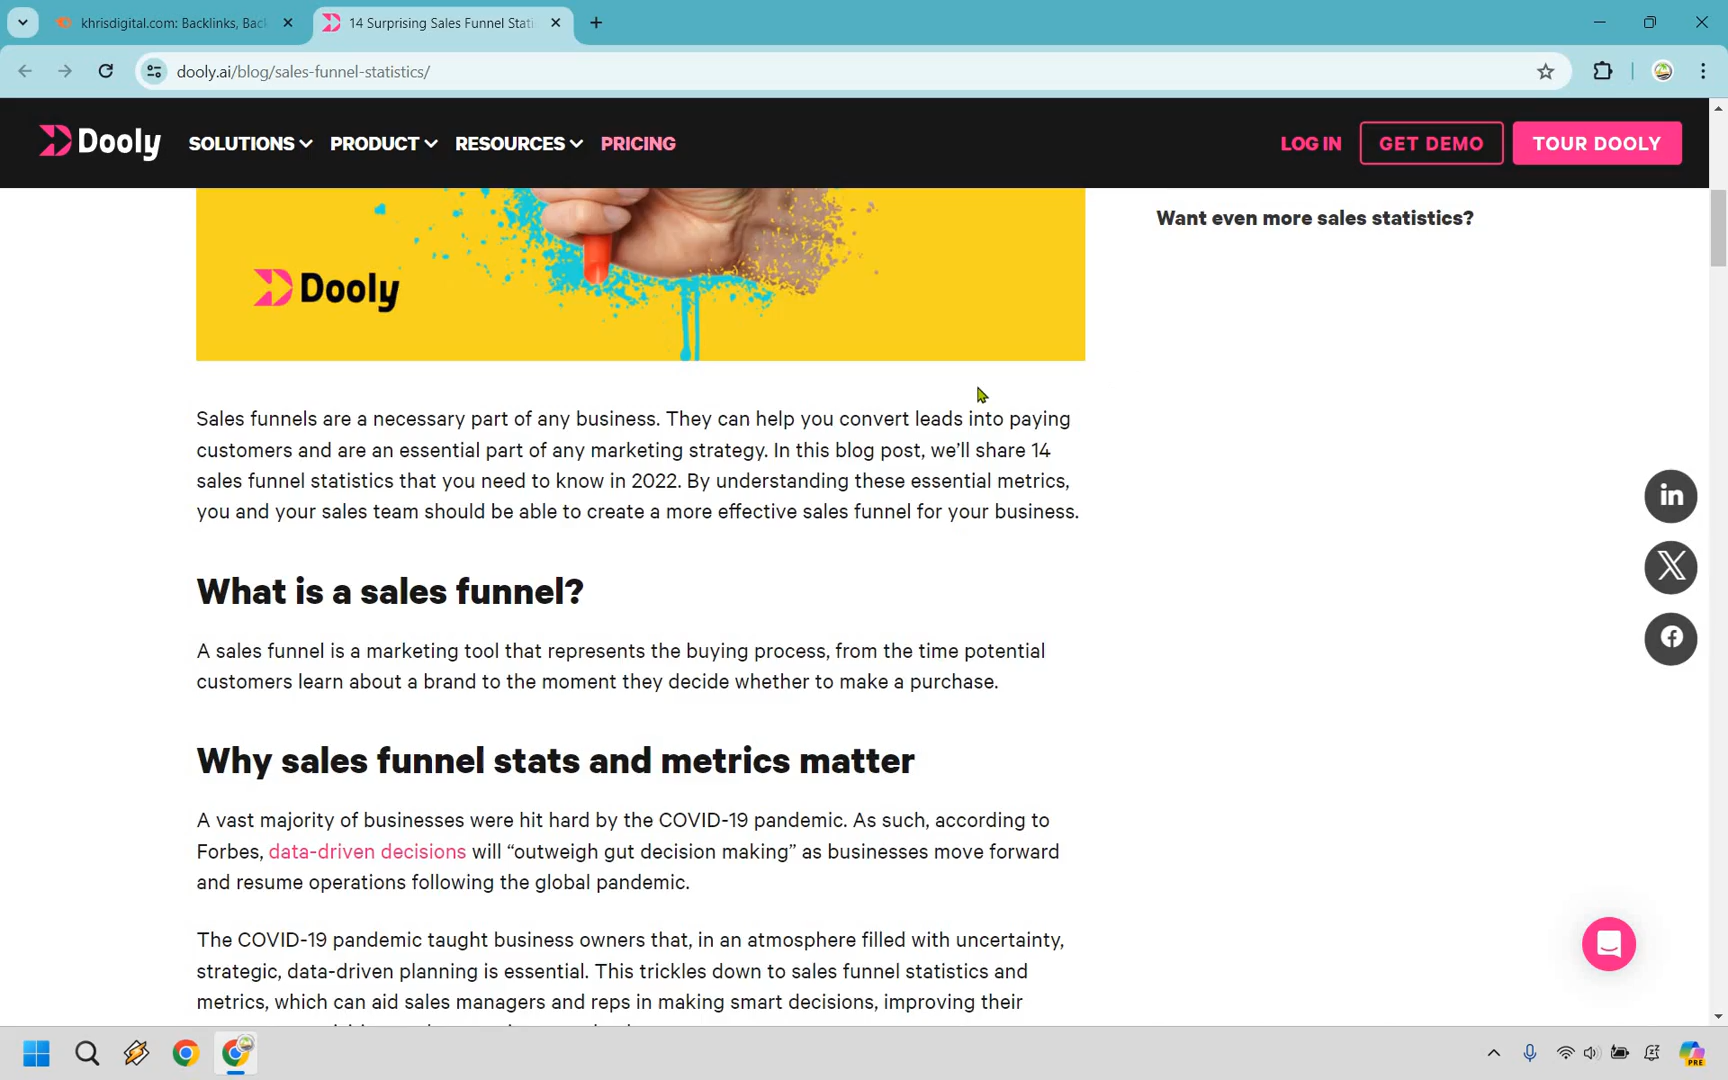 khrisdigital.com: Backlinks, Bac
14 Surprising Sales Funnel Stati
dooly.ai/blog/sales-funnel-statistics/
Dooly
SOLUTIONS
PRODUCT
RESOURCES
PRICING
LOG IN
GET DEMO
TOUR DOOLY
Want even more sales statistics?
Dooly
Sales funnels are a necessary part of any business. They can help you convert leads into paying
customers and are an essential part of any marketing strategy. In this blog post, we’ll share 14
sales funnel statistics that you need to know in 2022. By understanding these essential metrics,
you and your sales team should be able to create a more effective sales funnel for your business.
What is a sales funnel?
A sales funnel is a marketing tool that represents the buying process, from the time potential
customers learn about a brand to the moment they decide whether to make a purchase.
Why sales funnel stats and metrics matter
A vast majority of businesses were hit hard by the COVID-19 pandemic. As such, according to
Forbes, data-driven decisions will “outweigh gut decision making” as businesses move forward
and resume operations following the global pandemic.
The COVID-19 pandemic taught business owners that, in an atmosphere filled with uncertainty,
strategic, data-driven planning is essential. This trickles down to sales funnel statistics and
metrics, which can aid sales managers and reps in making smart decisions, improving their
in
X
f
PRE